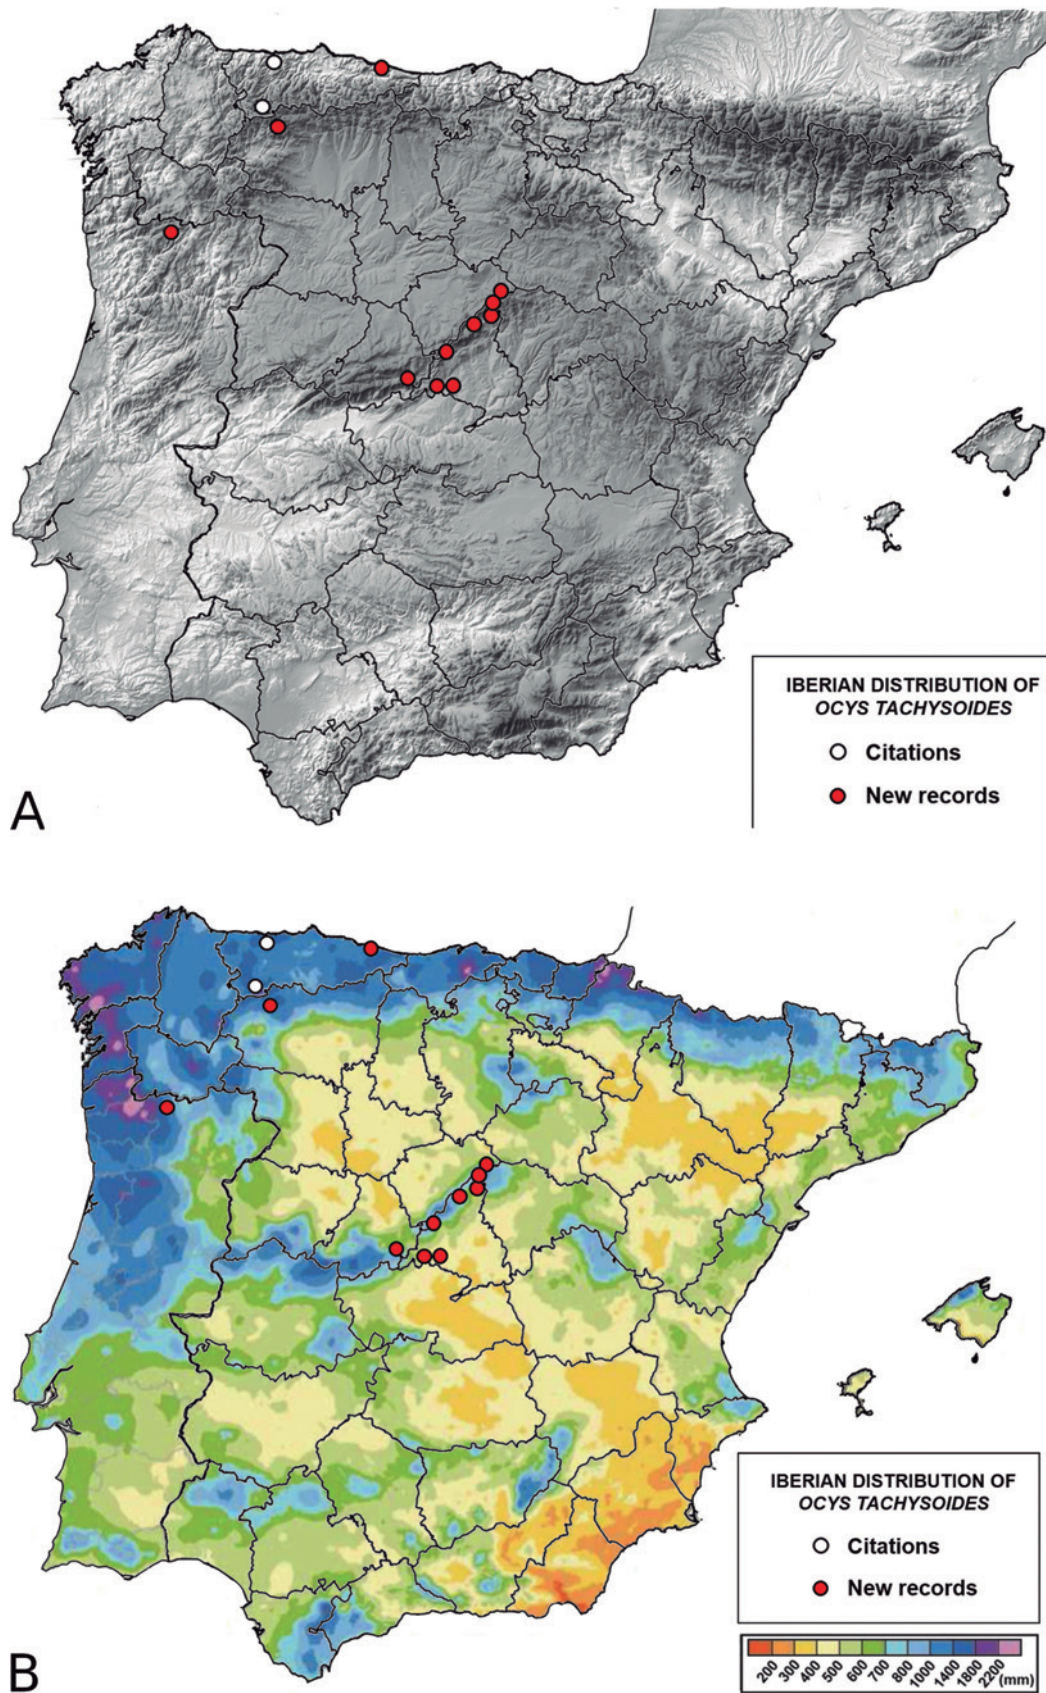 IBERIAN DISTRIBUTION OF
OCYS TACHYSOIDES
Citations
New records
A
IBERIAN DISTRIBUTION OF
OCYS TACHYSOIDES
Citations
New records
200 300 400 500 600 700 800 1000 1400 1800 2200 (mm)
B